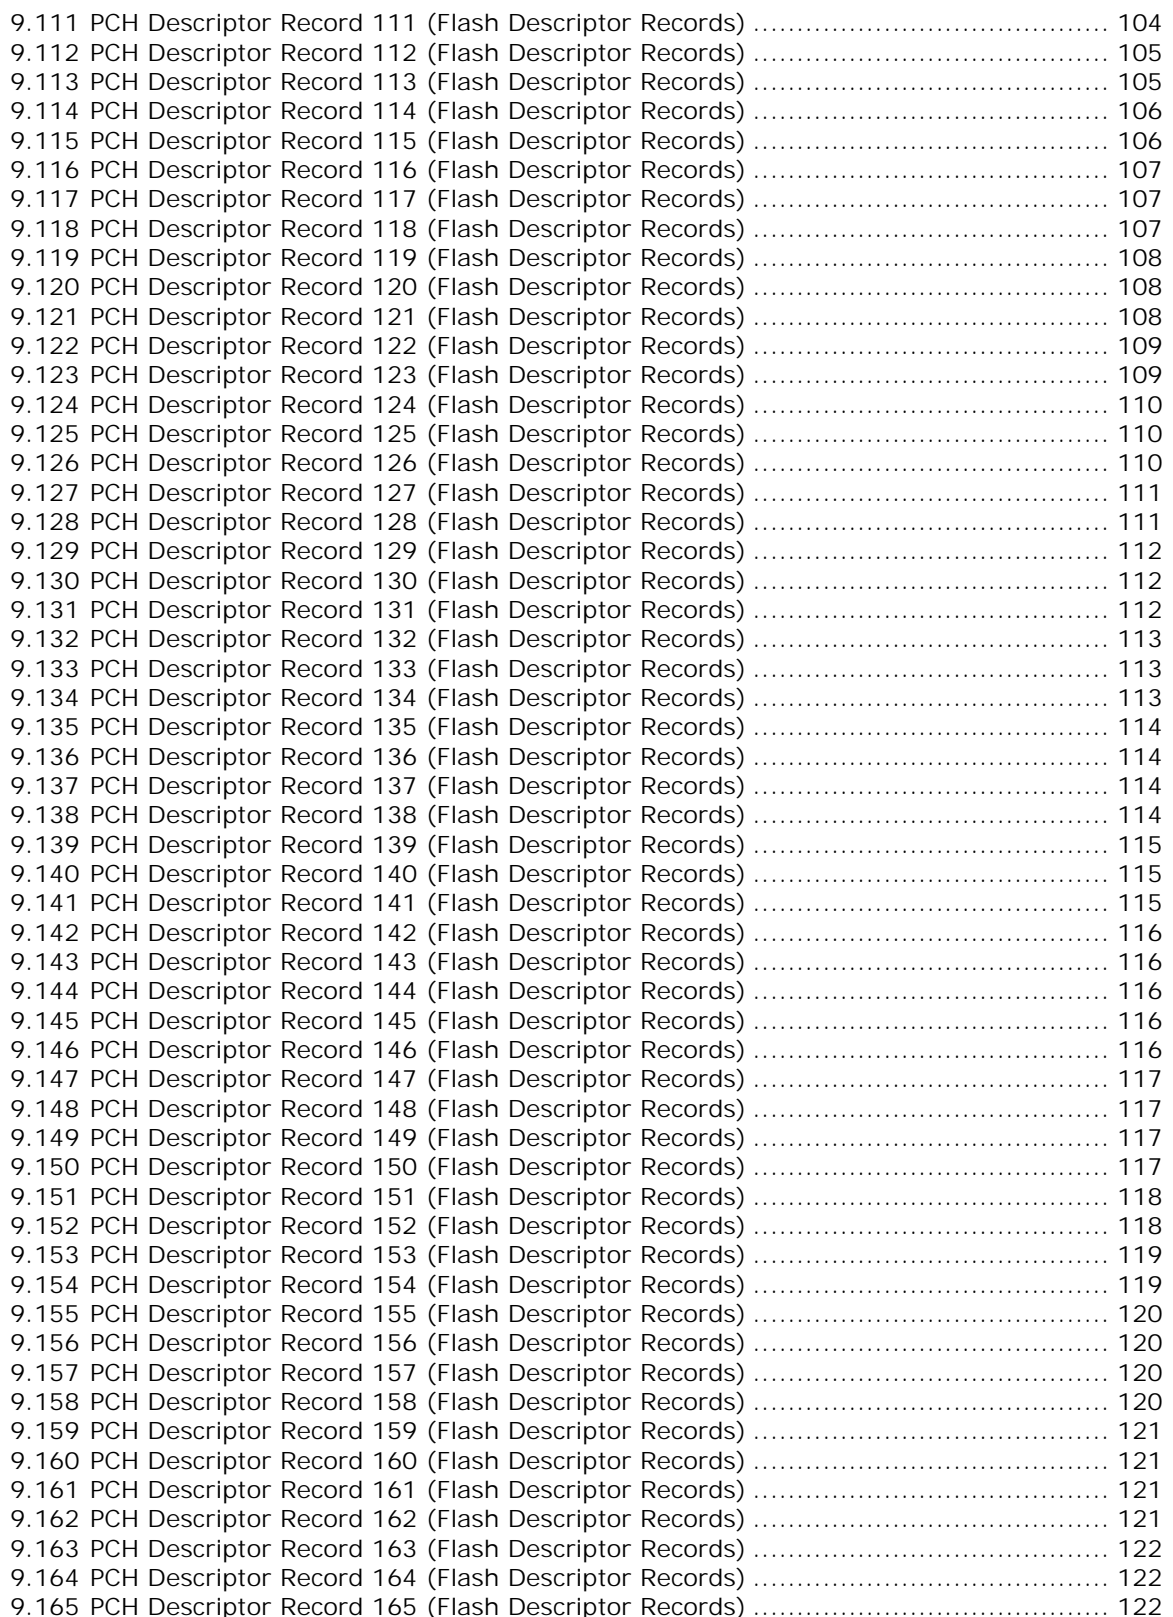 9.111 PCH Descriptor Record 111 (Flash Descriptor Records) ........................................ 104
9.112 PCH Descriptor Record 112 (Flash Descriptor Records) ........................................ 105
9.113 PCH Descriptor Record 113 (Flash Descriptor Records) ........................................ 105
9.114 PCH Descriptor Record 114 (Flash Descriptor Records) ........................................ 106
9.115 PCH Descriptor Record 115 (Flash Descriptor Records) ........................................ 106
9.116 PCH Descriptor Record 116 (Flash Descriptor Records) ........................................ 107
9.117 PCH Descriptor Record 117 (Flash Descriptor Records) ........................................ 107
9.118 PCH Descriptor Record 118 (Flash Descriptor Records) ........................................ 107
9.119 PCH Descriptor Record 119 (Flash Descriptor Records) ........................................ 108
9.120 PCH Descriptor Record 120 (Flash Descriptor Records) ........................................ 108
9.121 PCH Descriptor Record 121 (Flash Descriptor Records) ........................................ 108
9.122 PCH Descriptor Record 122 (Flash Descriptor Records) ........................................ 109
9.123 PCH Descriptor Record 123 (Flash Descriptor Records) ........................................ 109
9.124 PCH Descriptor Record 124 (Flash Descriptor Records) ........................................ 110
9.125 PCH Descriptor Record 125 (Flash Descriptor Records) ........................................ 110
9.126 PCH Descriptor Record 126 (Flash Descriptor Records) ........................................ 110
9.127 PCH Descriptor Record 127 (Flash Descriptor Records) ........................................ 111
9.128 PCH Descriptor Record 128 (Flash Descriptor Records) ........................................ 111
9.129 PCH Descriptor Record 129 (Flash Descriptor Records) ........................................ 112
9.130 PCH Descriptor Record 130 (Flash Descriptor Records) ........................................ 112
9.131 PCH Descriptor Record 131 (Flash Descriptor Records) ........................................ 112
9.132 PCH Descriptor Record 132 (Flash Descriptor Records) ........................................ 113
9.133 PCH Descriptor Record 133 (Flash Descriptor Records) ........................................ 113
9.134 PCH Descriptor Record 134 (Flash Descriptor Records) ........................................ 113
9.135 PCH Descriptor Record 135 (Flash Descriptor Records) ........................................ 114
9.136 PCH Descriptor Record 136 (Flash Descriptor Records) ........................................ 114
9.137 PCH Descriptor Record 137 (Flash Descriptor Records) ........................................ 114
9.138 PCH Descriptor Record 138 (Flash Descriptor Records) ........................................ 114
9.139 PCH Descriptor Record 139 (Flash Descriptor Records) ........................................ 115
9.140 PCH Descriptor Record 140 (Flash Descriptor Records) ........................................ 115
9.141 PCH Descriptor Record 141 (Flash Descriptor Records) ........................................ 115
9.142 PCH Descriptor Record 142 (Flash Descriptor Records) ........................................ 116
9.143 PCH Descriptor Record 143 (Flash Descriptor Records) ........................................ 116
9.144 PCH Descriptor Record 144 (Flash Descriptor Records) ........................................ 116
9.145 PCH Descriptor Record 145 (Flash Descriptor Records) ........................................ 116
9.146 PCH Descriptor Record 146 (Flash Descriptor Records) ........................................ 116
9.147 PCH Descriptor Record 147 (Flash Descriptor Records) ........................................ 117
9.148 PCH Descriptor Record 148 (Flash Descriptor Records) ........................................ 117
9.149 PCH Descriptor Record 149 (Flash Descriptor Records) ........................................ 117
9.150 PCH Descriptor Record 150 (Flash Descriptor Records) ........................................ 117
9.151 PCH Descriptor Record 151 (Flash Descriptor Records) ........................................ 118
9.152 PCH Descriptor Record 152 (Flash Descriptor Records) ........................................ 118
9.153 PCH Descriptor Record 153 (Flash Descriptor Records) ........................................ 119
9.154 PCH Descriptor Record 154 (Flash Descriptor Records) ........................................ 119
9.155 PCH Descriptor Record 155 (Flash Descriptor Records) ........................................ 120
9.156 PCH Descriptor Record 156 (Flash Descriptor Records) ........................................ 120
9.157 PCH Descriptor Record 157 (Flash Descriptor Records) ........................................ 120
9.158 PCH Descriptor Record 158 (Flash Descriptor Records) ........................................ 120
9.159 PCH Descriptor Record 159 (Flash Descriptor Records) ........................................ 121
9.160 PCH Descriptor Record 160 (Flash Descriptor Records) ........................................ 121
9.161 PCH Descriptor Record 161 (Flash Descriptor Records) ........................................ 121
9.162 PCH Descriptor Record 162 (Flash Descriptor Records) ........................................ 121
9.163 PCH Descriptor Record 163 (Flash Descriptor Records) ........................................ 122
9.164 PCH Descriptor Record 164 (Flash Descriptor Records) ........................................ 122
9.165 PCH Descriptor Record 165 (Flash Descriptor Records) ........................................ 122